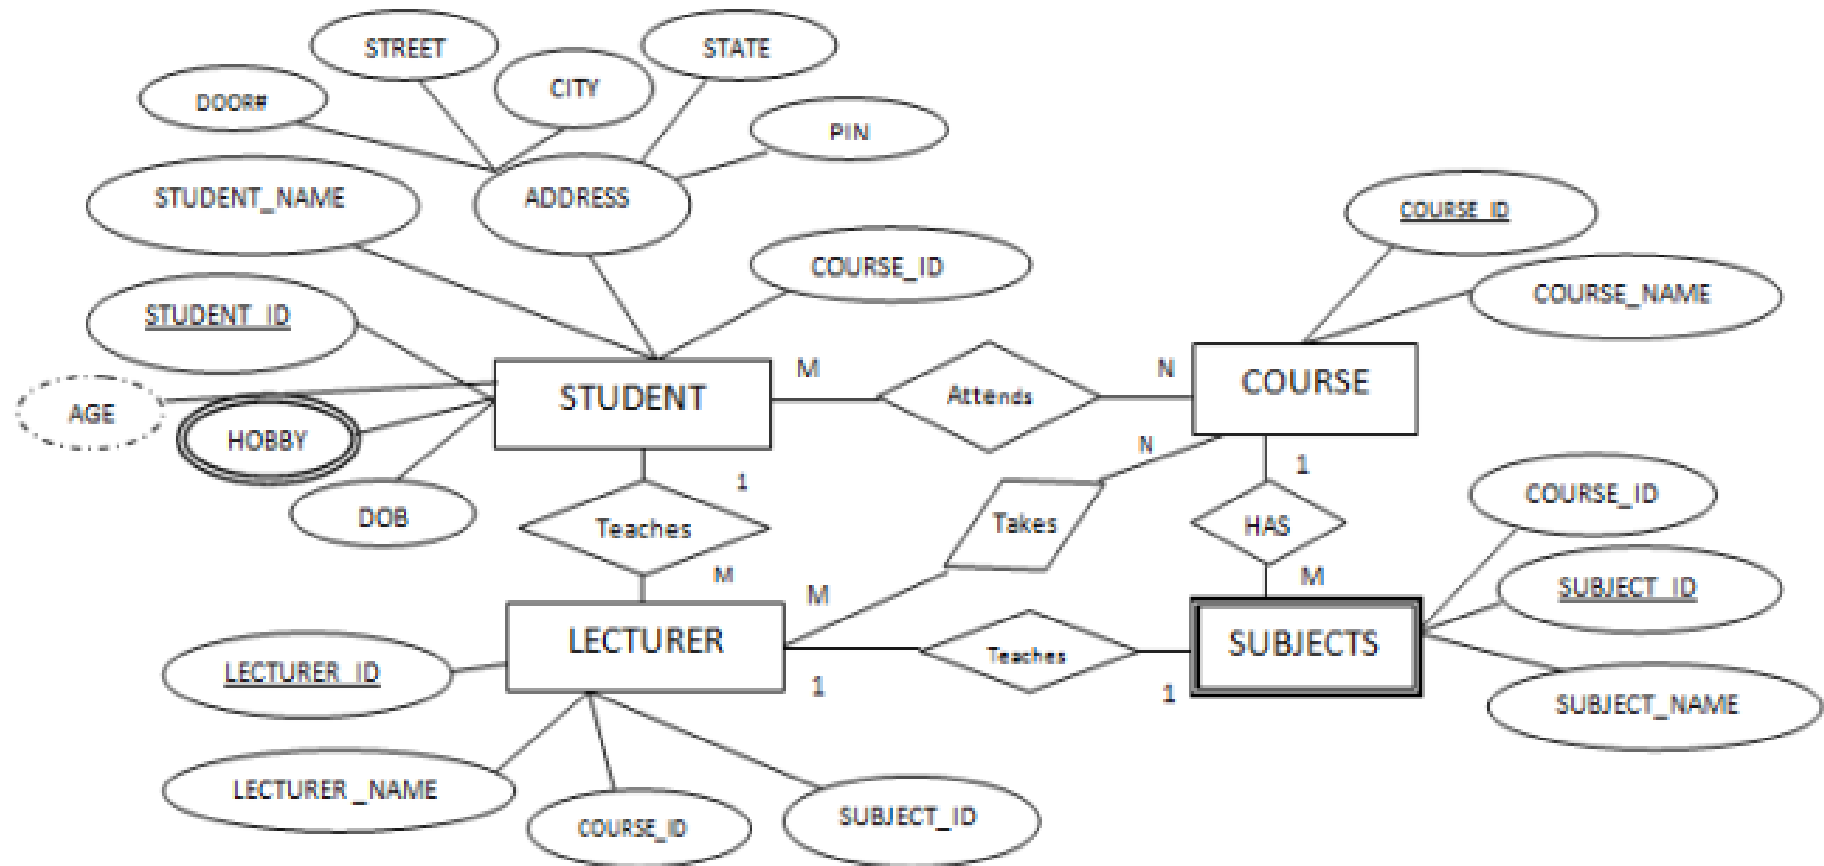 STREET
STATE
CITY
DOOR#
PIN
STUDENT_NAME
ADDRESS
COURSE_ID
COURSE_ID
COURSE_NAME
STUDENT_ID
AGE
HOBBY
DOB
STUDENT
M
Attends
N
COURSE
N
1
1
Teaches
Takes
HAS
COURSE_ID
M
M
M
SUBJECT_ID
LECTURER
Teaches
SUBJECTS
1
1
SUBJECT_NAME
LECTURER_ID
LECTURER_NAME
COURSE_ID
SUBJECT_ID